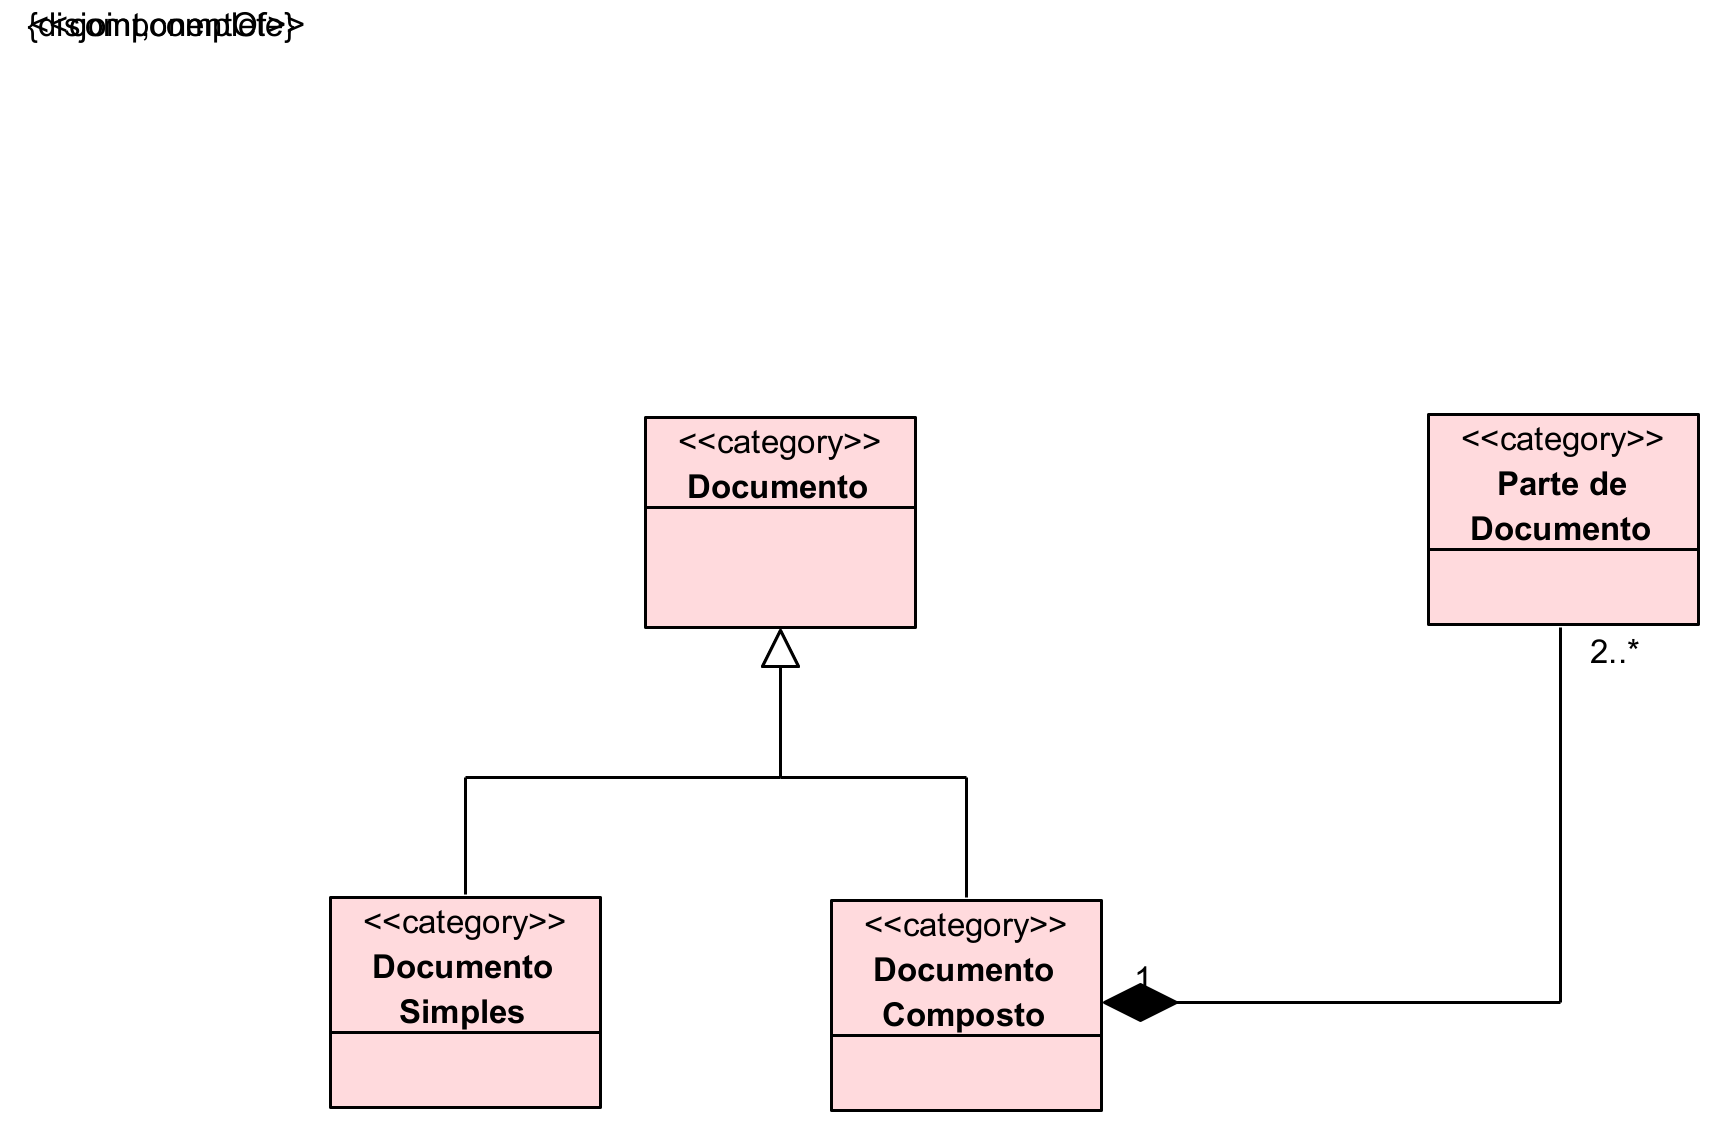 {disjoint, complete}
<<componentOf>>
<<category>>
Documento
<<category>>
Parte de
Documento
2..*
<<category>>
Documento
Simples
<<category>>
Documento
Composto
1